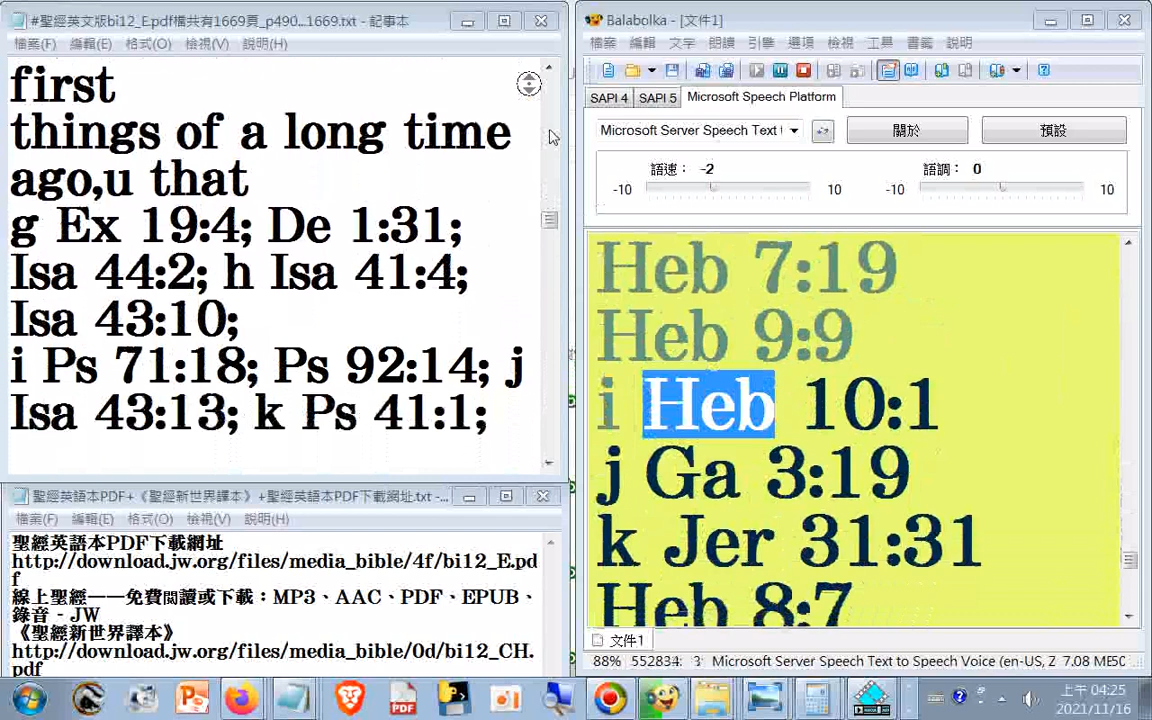 #聖經英文版bi12_E.pdf檔共有1669頁_p490...1669.txt - 記事本
檔案(F) 編輯(E) 格式(O) 檢視(V) 說明(H)
first
things of a long time
ago,u that
g Ex 19:4; De 1:31;
Isa 44:2; h Isa 41:4;
Isa 43:10;
i Ps 71:18; Ps 92:14; j
Isa 43:13; k Ps 41:1;
聖經英語本PDF+《聖經新世界譯本》+聖經英語本PDF下載網址.txt - ...
檔案(F) 編輯(E) 格式(O) 檢視(V) 說明(H)
聖經英語本PDF下載網址
http://download.jw.org/files/media_bible/4f/bi12_E.pd
f
線上聖經——免費閱讀或下載：MP3、AAC、PDF、EPUB、
錄音 - JW
《聖經新世界譯本》
http://download.jw.org/files/media_bible/0d/bi12_CH.
pdf
Balabolka - [文件1]
檔案 編輯 文字 朗讀 引擎 選項 檢視 工具 書籤 說明
SAPI 4 SAPI 5 Microsoft Speech Platform
Microsoft Server Speech Text 關於 預設
語速： -2 語調： 0
-10 10 -10 10
Heb 7:19
Heb 9:9
i Heb 10:1
j Ga 3:19
k Jer 31:31
Heb 8:7
文件1
88% 552834: 3 Microsoft Server Speech Text to Speech Voice (en-US, Z 7.08 ME50
PDF
上午 04:25
2021/11/16